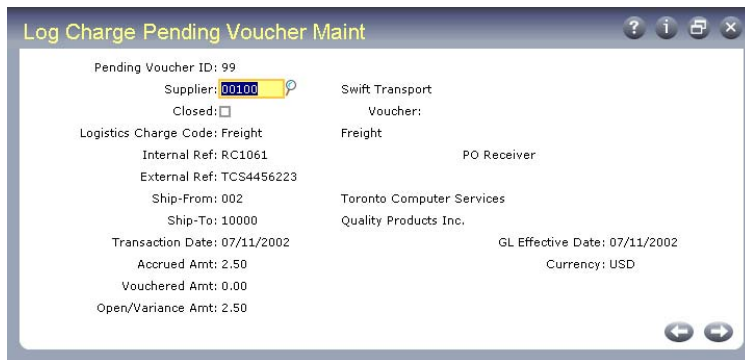 Log Charge Pending Voucher Maint
Pending Voucher ID: 99
Supplier: 00100 Swift Transport
Closed: Voucher:
Logistics Charge Code: Freight Freight
Internal Ref: RC1061 PO Receiver
External Ref: TCS4456223
Ship-From: 002 Toronto Computer Services
Ship-To: 10000 Quality Products Inc.
Transaction Date: 07/11/2002 GL Effective Date: 07/11/2002
Accrued Amt: 2.50 Currency: USD
Vouchered Amt: 0.00
Open/Variance Amt: 2.50